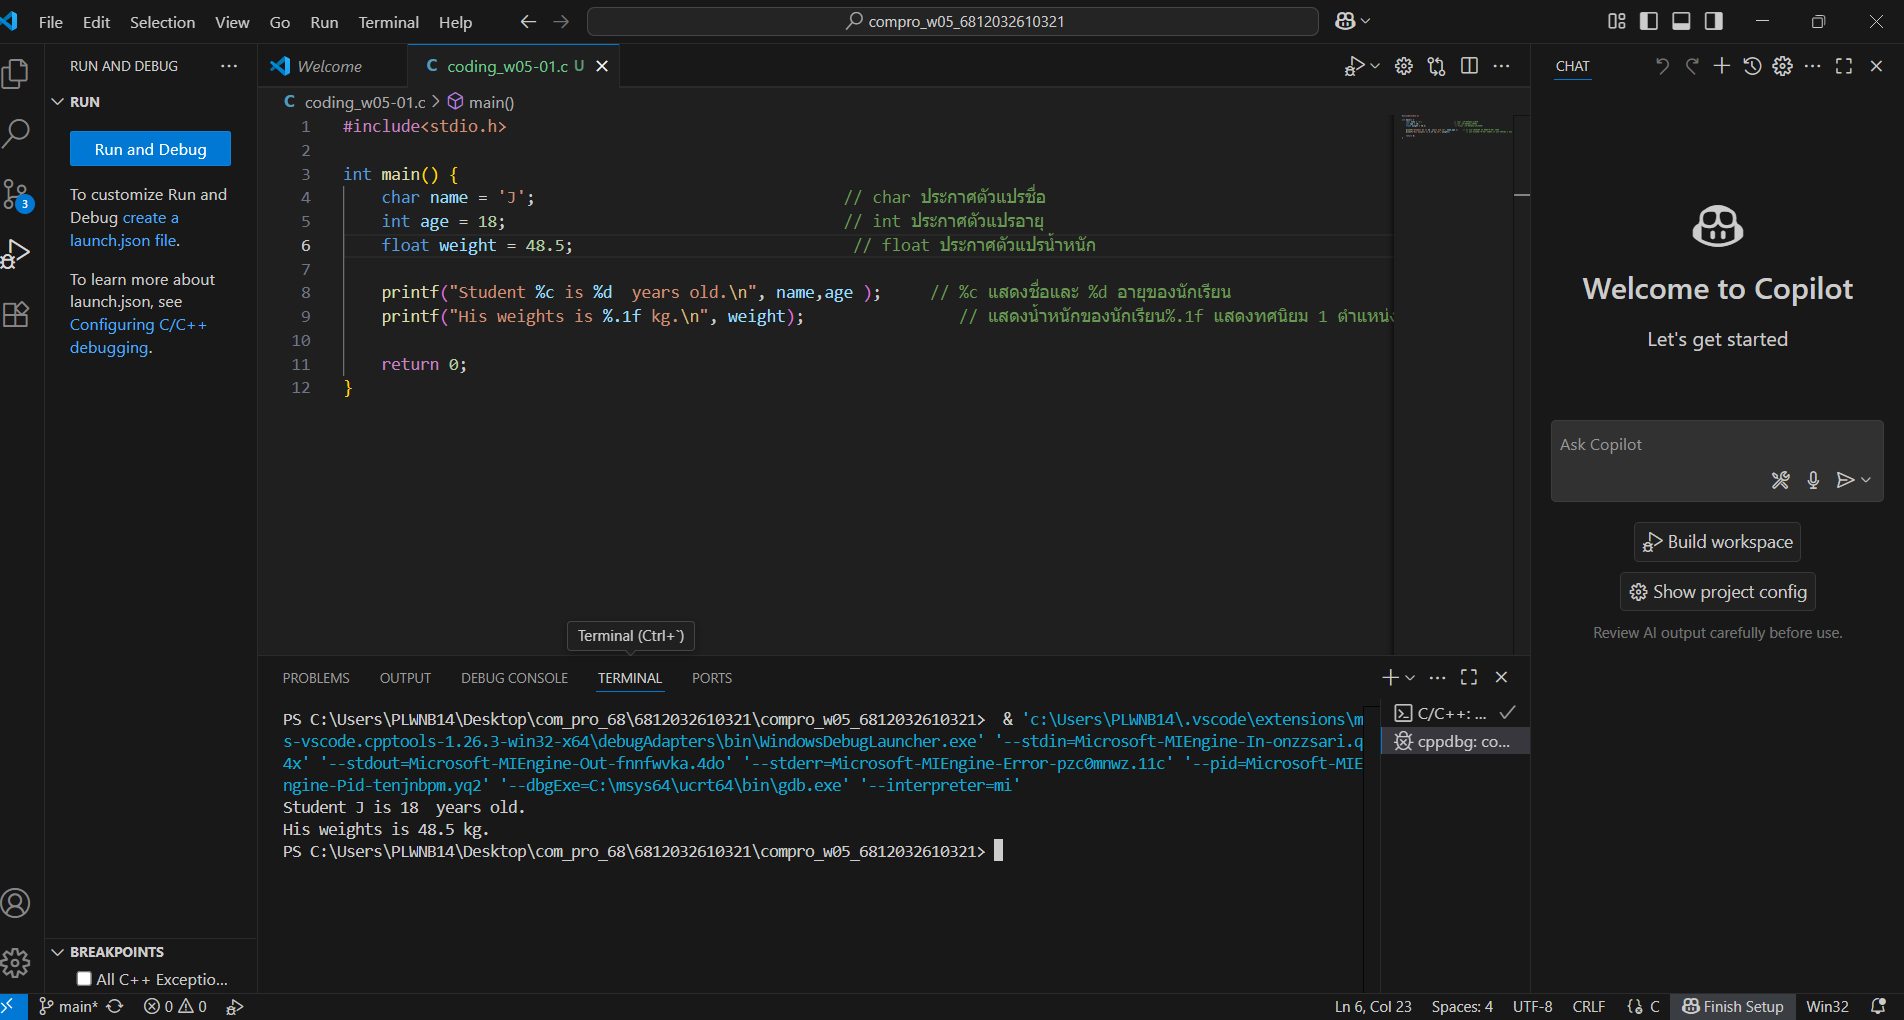 File Edit Selection View Go Run Terminal Help
compro_w05_6812032610321
RUN AND DEBUG
RUN
Run and Debug
To customize Run and
Debug create a
launch.json file.
To learn more about
launch.json, see
Configuring C/C++
debugging.
3
Welcome
C coding_w05-01.c U
C coding_w05-01.c > main()
1 #include<stdio.h>
2
3 int main() {
4 char name = 'J'; // char ประกาศตัวแปรชื่อ
5 int age = 18; // int ประกาศตัวแปรอายุ
6 float weight = 48.5; // float ประกาศตัวแปรน้ำหนัก
7
8 printf("Student %c is %d  years old.\n", name,age ); // %c แสดงชื่อและ %d อายุของนักเรียน
9 printf("His weights is %.1f kg.\n", weight); // แสดงน้ำหนักของนักเรียน%.1f แสดงทศนิยม 1 ตำแหน่ง
10
11 return 0;
12 }
Terminal (Ctrl+`)
PROBLEMS OUTPUT DEBUG CONSOLE TERMINAL PORTS
PS C:\Users\PLWNB14\Desktop\com_pro_68\6812032610321\compro_w05_6812032610321>  & 'c:\Users\PLWNB14\.vscode\extensions\m
s-vscode.cpptools-1.26.3-win32-x64\debugAdapters\bin\WindowsDebugLauncher.exe' '--stdin=Microsoft-MIEngine-In-onzzsari.q
4x' '--stdout=Microsoft-MIEngine-Out-fnnfwvka.4do' '--stderr=Microsoft-MIEngine-Error-pzc0mnwz.11c' '--pid=Microsoft-MIE
ngine-Pid-tenjnbpm.yq2' '--dbgExe=C:\msys64\ucrt64\bin\gdb.exe' '--interpreter=mi'
Student J is 18  years old.
His weights is 48.5 kg.
PS C:\Users\PLWNB14\Desktop\com_pro_68\6812032610321\compro_w05_6812032610321>
C/C++: ...
cppdbg: co...
CHAT
Welcome to Copilot
Let's get started
Ask Copilot
Build workspace
Show project config
Review AI output carefully before use.
BREAKPOINTS
All C++ Exceptio...
main* 0 0
Ln 6, Col 23 Spaces: 4 UTF-8 CRLF C Finish Setup Win32